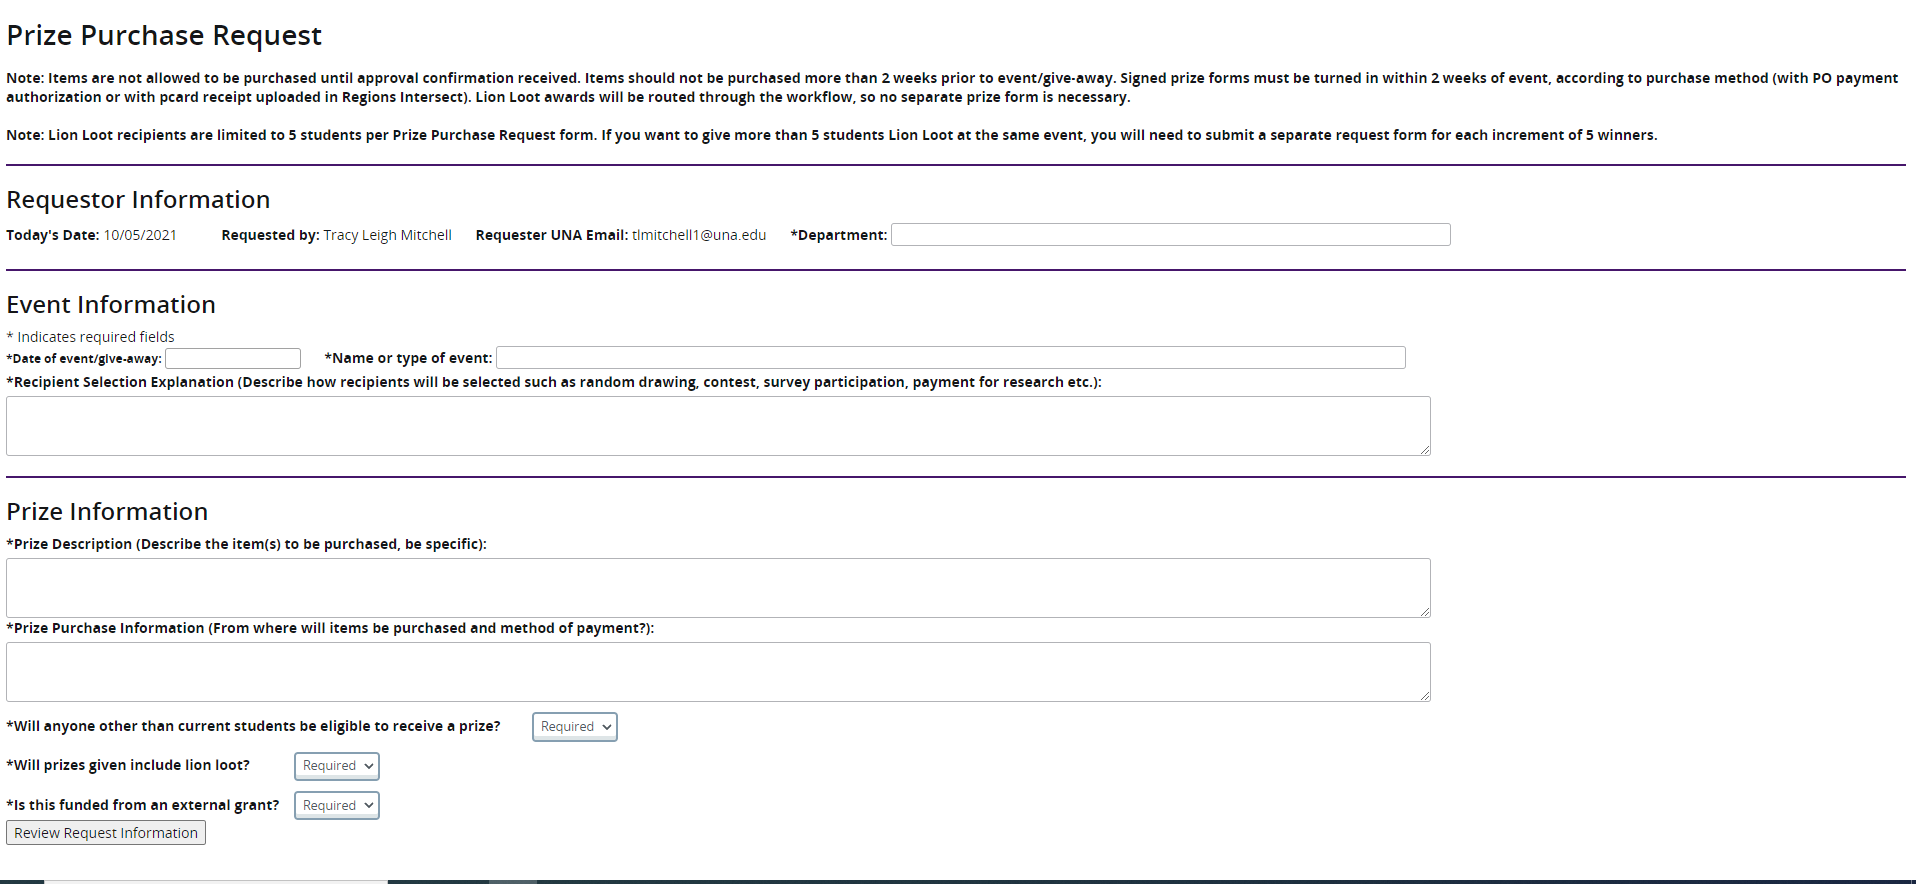 Prize Purchase Request
Note: Items are not allowed to be purchased until approval confirmation received. Items should not be purchased more than 2 weeks prior to event/give-away. Signed prize forms must be turned in within 2 weeks of event, according to purchase method (with PO payment
authorization or with pcard receipt uploaded in Regions Intersect). Lion Loot awards will be routed through the workflow, so no separate prize form is necessary.
Note: Lion Loot recipients are limited to 5 students per Prize Purchase Request form. If you want to give more than 5 students Lion Loot at the same event, you will need to submit a separate request form for each increment of 5 winners.
Requestor Information
Today's Date: 10/05/2021 Requested by: Tracy Leigh Mitchell Requester UNA Email: tlmitchell1@una.edu *Department:
Event Information
* Indicates required fields
*Date of event/give-away: *Name or type of event:
*Recipient Selection Explanation (Describe how recipients will be selected such as random drawing, contest, survey participation, payment for research etc.):
Prize Information
*Prize Description (Describe the item(s) to be purchased, be specific):
*Prize Purchase Information (From where will items be purchased and method of payment?):
*Will anyone other than current students be eligible to receive a prize? Required
*Will prizes given include lion loot? Required
*Is this funded from an external grant? Required
Review Request Information